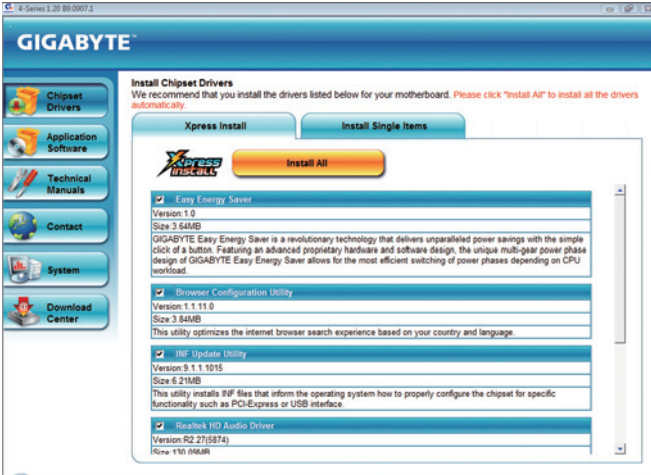 4-Series 1.20 B9.0907.1
GIGABYTE™
Chipset
Drivers
Application
Software
Technical
Manuals
Contact
System
Download
Center
Install Chipset Drivers
We recommend that you install the drivers listed below for your motherboard. Please click "Install All" to install all the drivers
automatically.
Xpress Install
Install Single Items
Xpress
INSTALL
Install All
Easy Energy Saver
Version:1.0
Size:3.64MB
GIGABYTE Easy Energy Saver is a revolutionary technology that delivers unparalleled power savings with the simple
click of a button. Featuring an advanced proprietary hardware and software design, the unique multi-gear power phase
design of GIGABYTE Easy Energy Saver allows for the most efficient switching of power phases depending on CPU
workload.
Browser Configuration Utility
Version:1.1.11.0
Size:3.84MB
This utility optimizes the internet browser search experience based on your country and language.
INF Update Utility
Version:9.1.1.1015
Size:6.21MB
This utility installs INF files that inform the operating system how to properly configure the chipset for specific
functionality such as PCI-Express or USB interface.
Realtek HD Audio Driver
Version:R2.27(5874)
Size:130.09MB